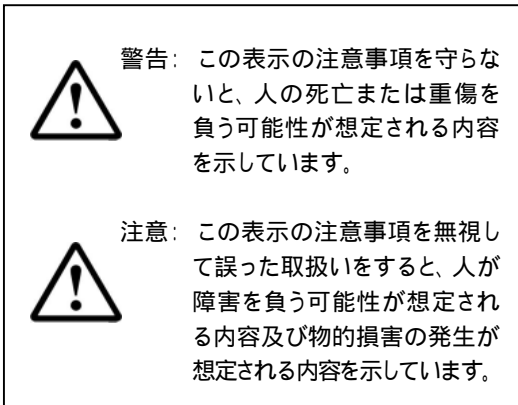 警告: この表示の注意事項を守らな
いと、人の死亡または重傷を
負う可能性が想定される内容
を示しています。
注意: この表示の注意事項を無視し
て誤った取扱いをすると、人が
障害を負う可能性が想定され
る内容及び物的損害の発生が
想定される内容を示しています。